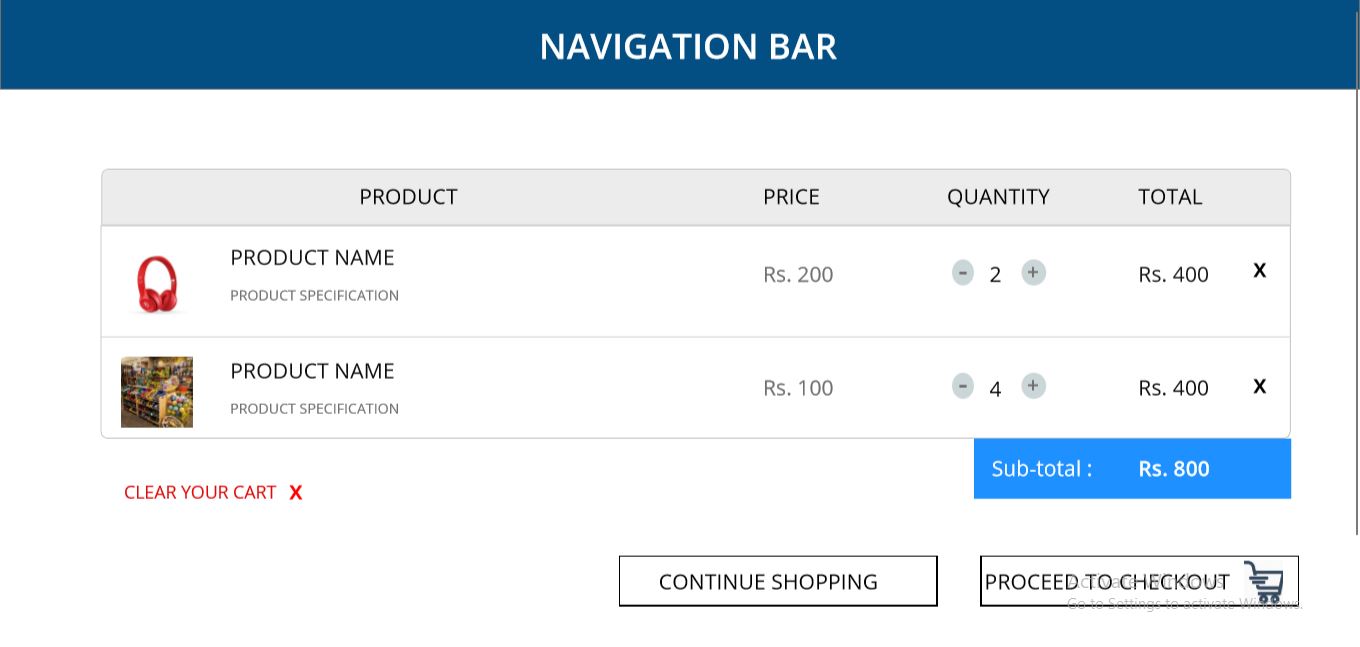 NAVIGATION BAR
PRODUCT PRICE QUANTITY TOTAL
PRODUCT NAME
PRODUCT SPECIFICATION
Rs. 200 - 2 + Rs. 400 X
PRODUCT NAME
PRODUCT SPECIFICATION
Rs. 100 - 4 + Rs. 400 X
Sub-total : Rs. 800
CLEAR YOUR CART X
CONTINUE SHOPPING PROCEED TO CHECKOUT
Activate Windows
Go to Settings to activate Windows.